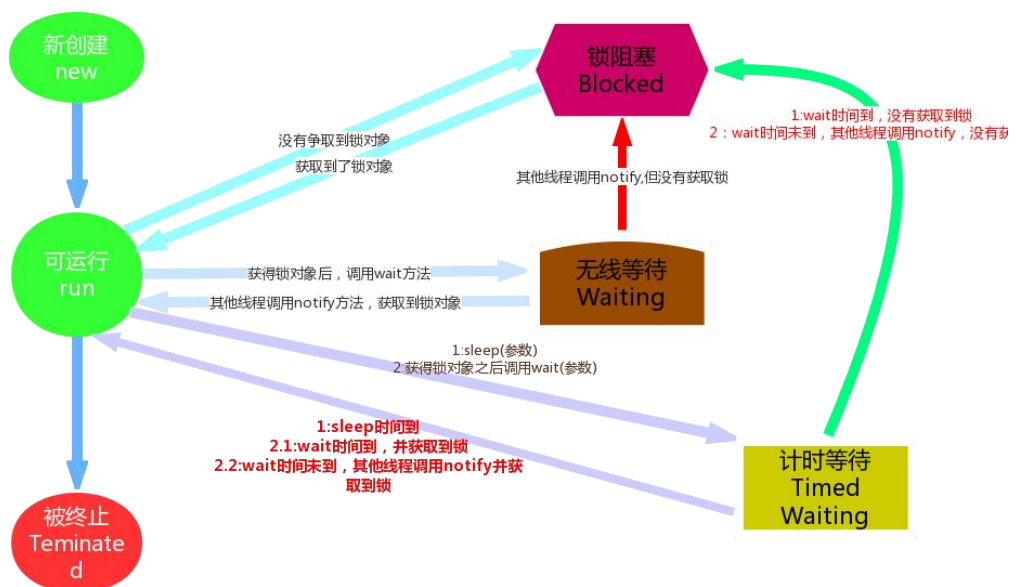 新创建
new
锁阻塞
Blocked
1:wait时间到，没有获取到锁
2：wait时间未到，其他线程调用notify，没有获
没有争取到锁对象
获取到了锁对象
其他线程调用notify,但没有获取锁
可运行
run
获得锁对象后，调用wait方法
其他线程调用notify方法，获取到锁对象
无线等待
Waiting
1:sleep(参数)
2:获得锁对象之后调用wait(参数)
1:sleep时间到
2.1:wait时间到，并获取到锁
2.2:wait时间未到，其他线程调用notify并获
取到锁
计时等待
Timed
Waiting
被终止
Teminate
d